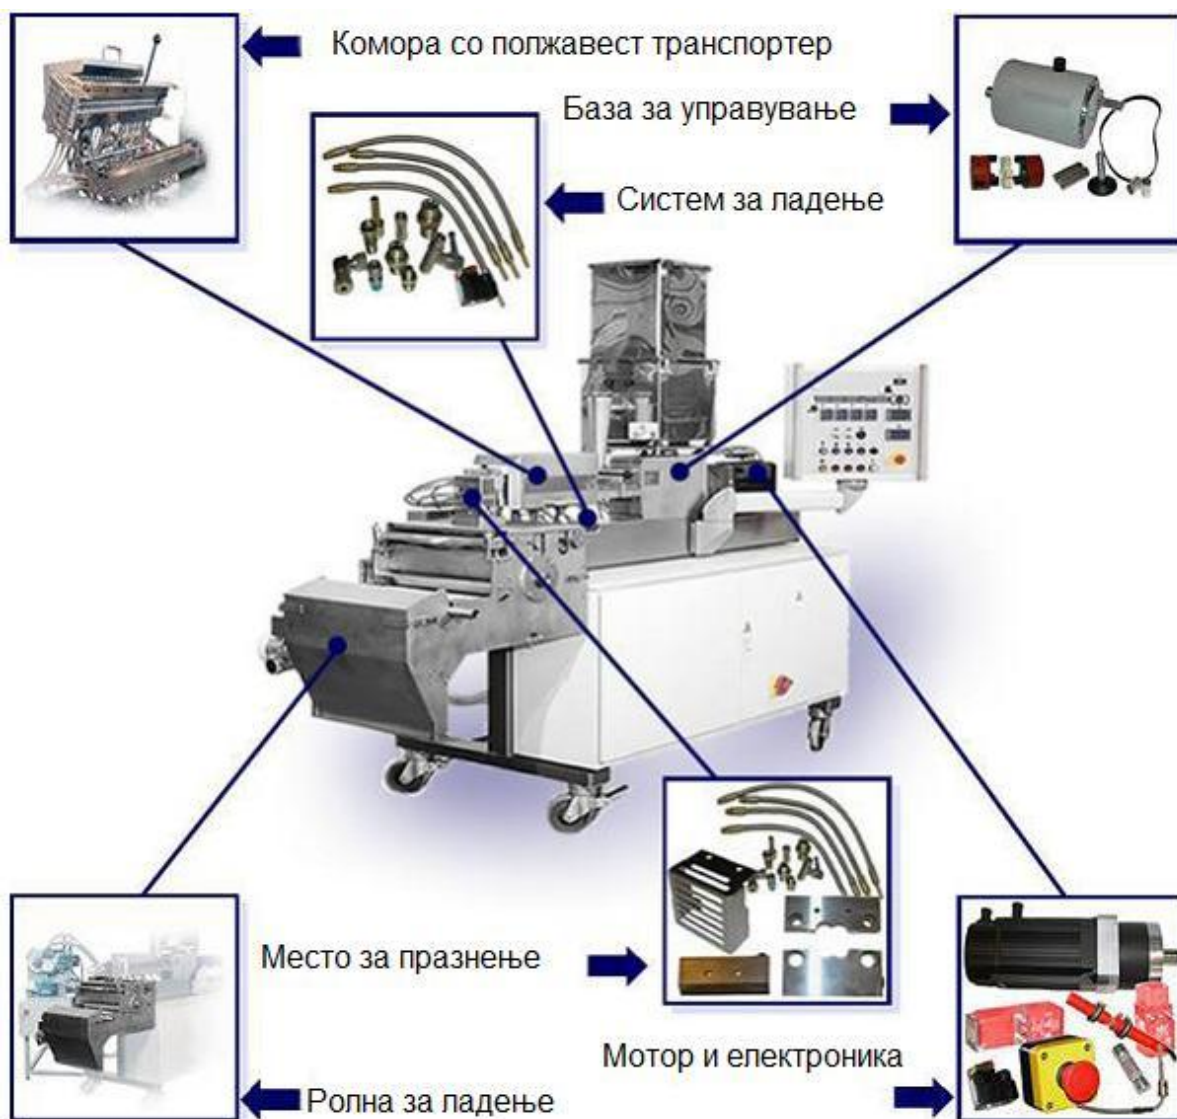 Комора со полжавест транспортер
База за управување
Систем за ладење
Место за празнење
Мотор и електроника
Ролна за ладење